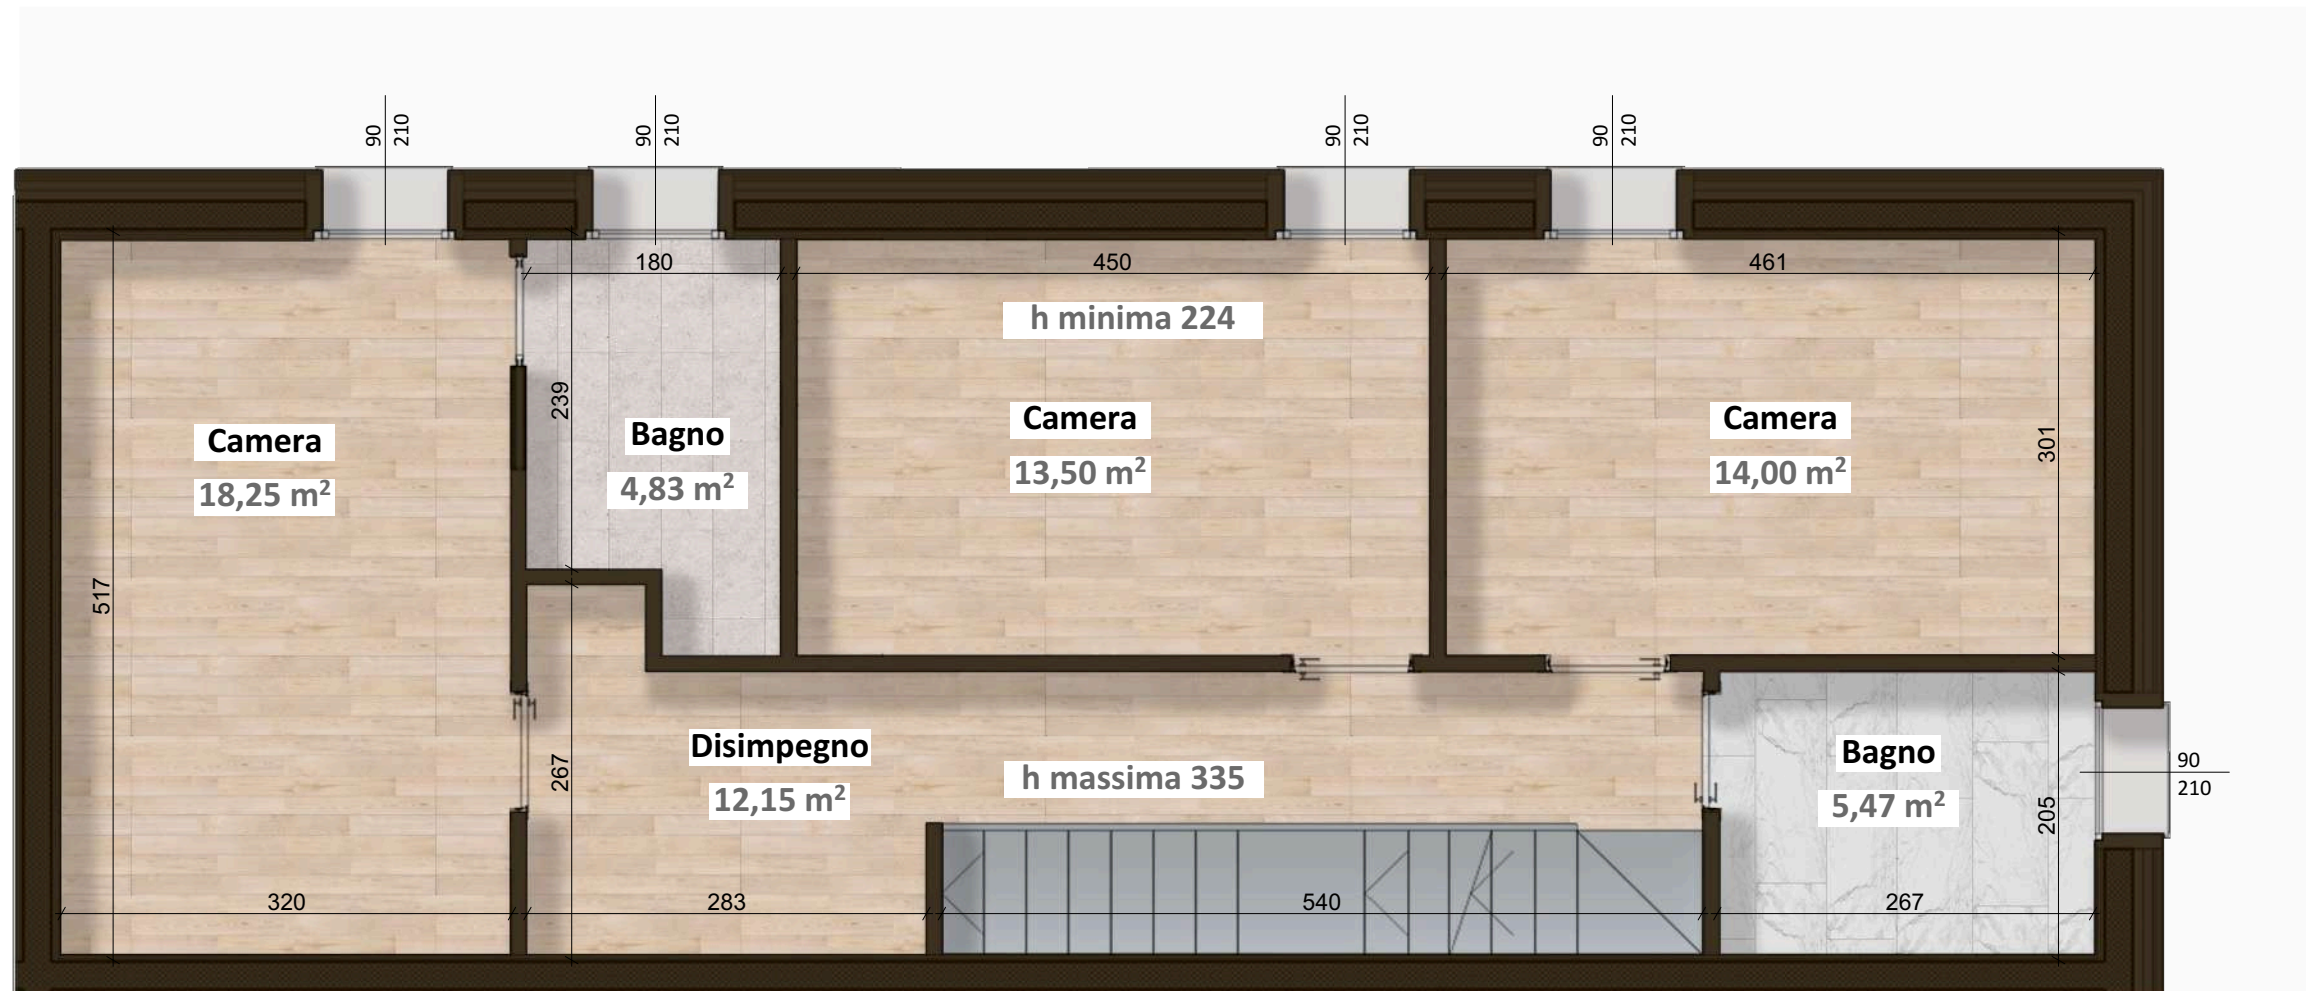 90
210
90
210
90
210
90
210
180
450
461
h minima 224
239
Camera
18,25 m²
Bagno
4,83 m²
Camera
13,50 m²
Camera
14,00 m²
301
517
267
Disimpegno
12,15 m²
h massima 335
Bagno
5,47 m²
90
210
205
320
283
540
267